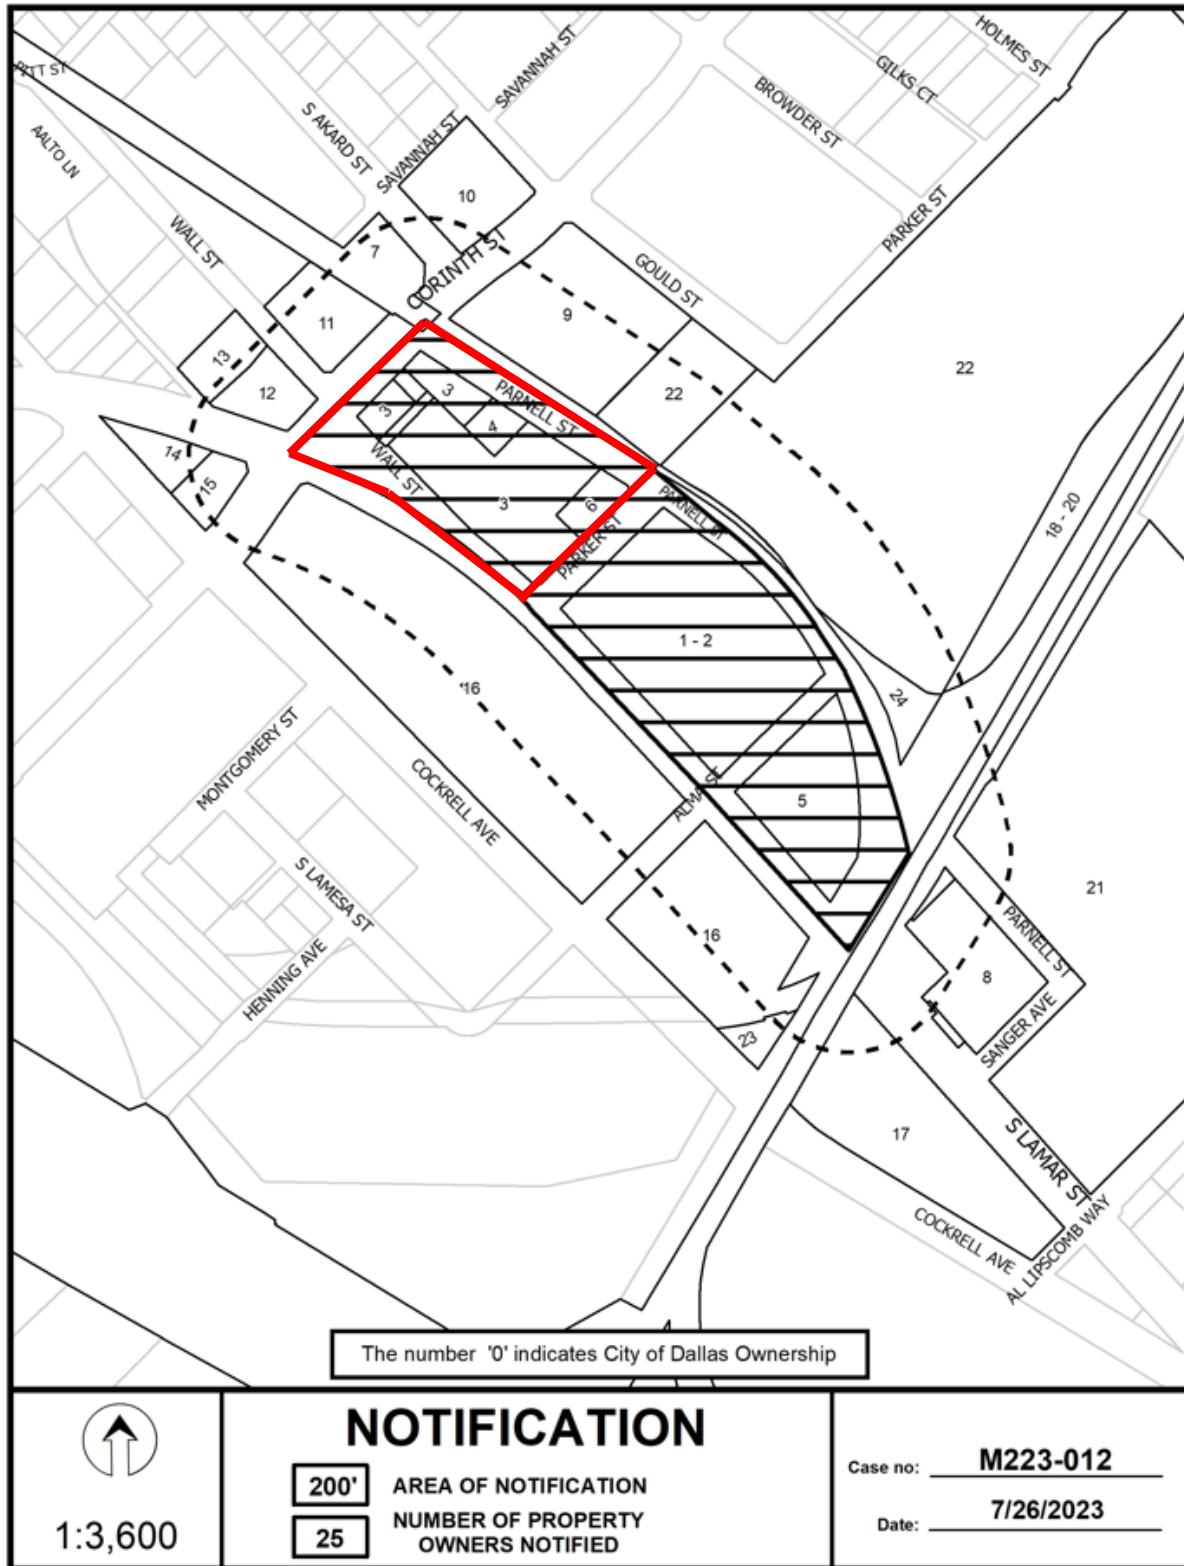 HOLMES ST
SAVANNAH ST
GILKS CT
PITT ST
BROWDER ST
S AKARD ST
SAVANNAH ST
AALTO LN
10
PARKER ST
WALL ST
7
CORINTH ST
GOULD ST
11
9
13
22
12
3
22
3
PARNELL ST
4
WALL ST
14
15
3
6
PARNELL ST
18 - 20
PARKER ST
1 - 2
16
24
MONTGOMERY ST
COCKRELL AVE
ALMA ST
5
S LAMESA ST
21
16
PARNELL ST
HENNING AVE
8
SANGER AVE
23
17
S LAMAR ST
COCKRELL AVE
AL LIPSCOMB WAY
The number '0' indicates City of Dallas Ownership
1:3,600
NOTIFICATION
200' AREA OF NOTIFICATION
25 NUMBER OF PROPERTY
OWNERS NOTIFIED
Case no: M223-012
Date: 7/26/2023